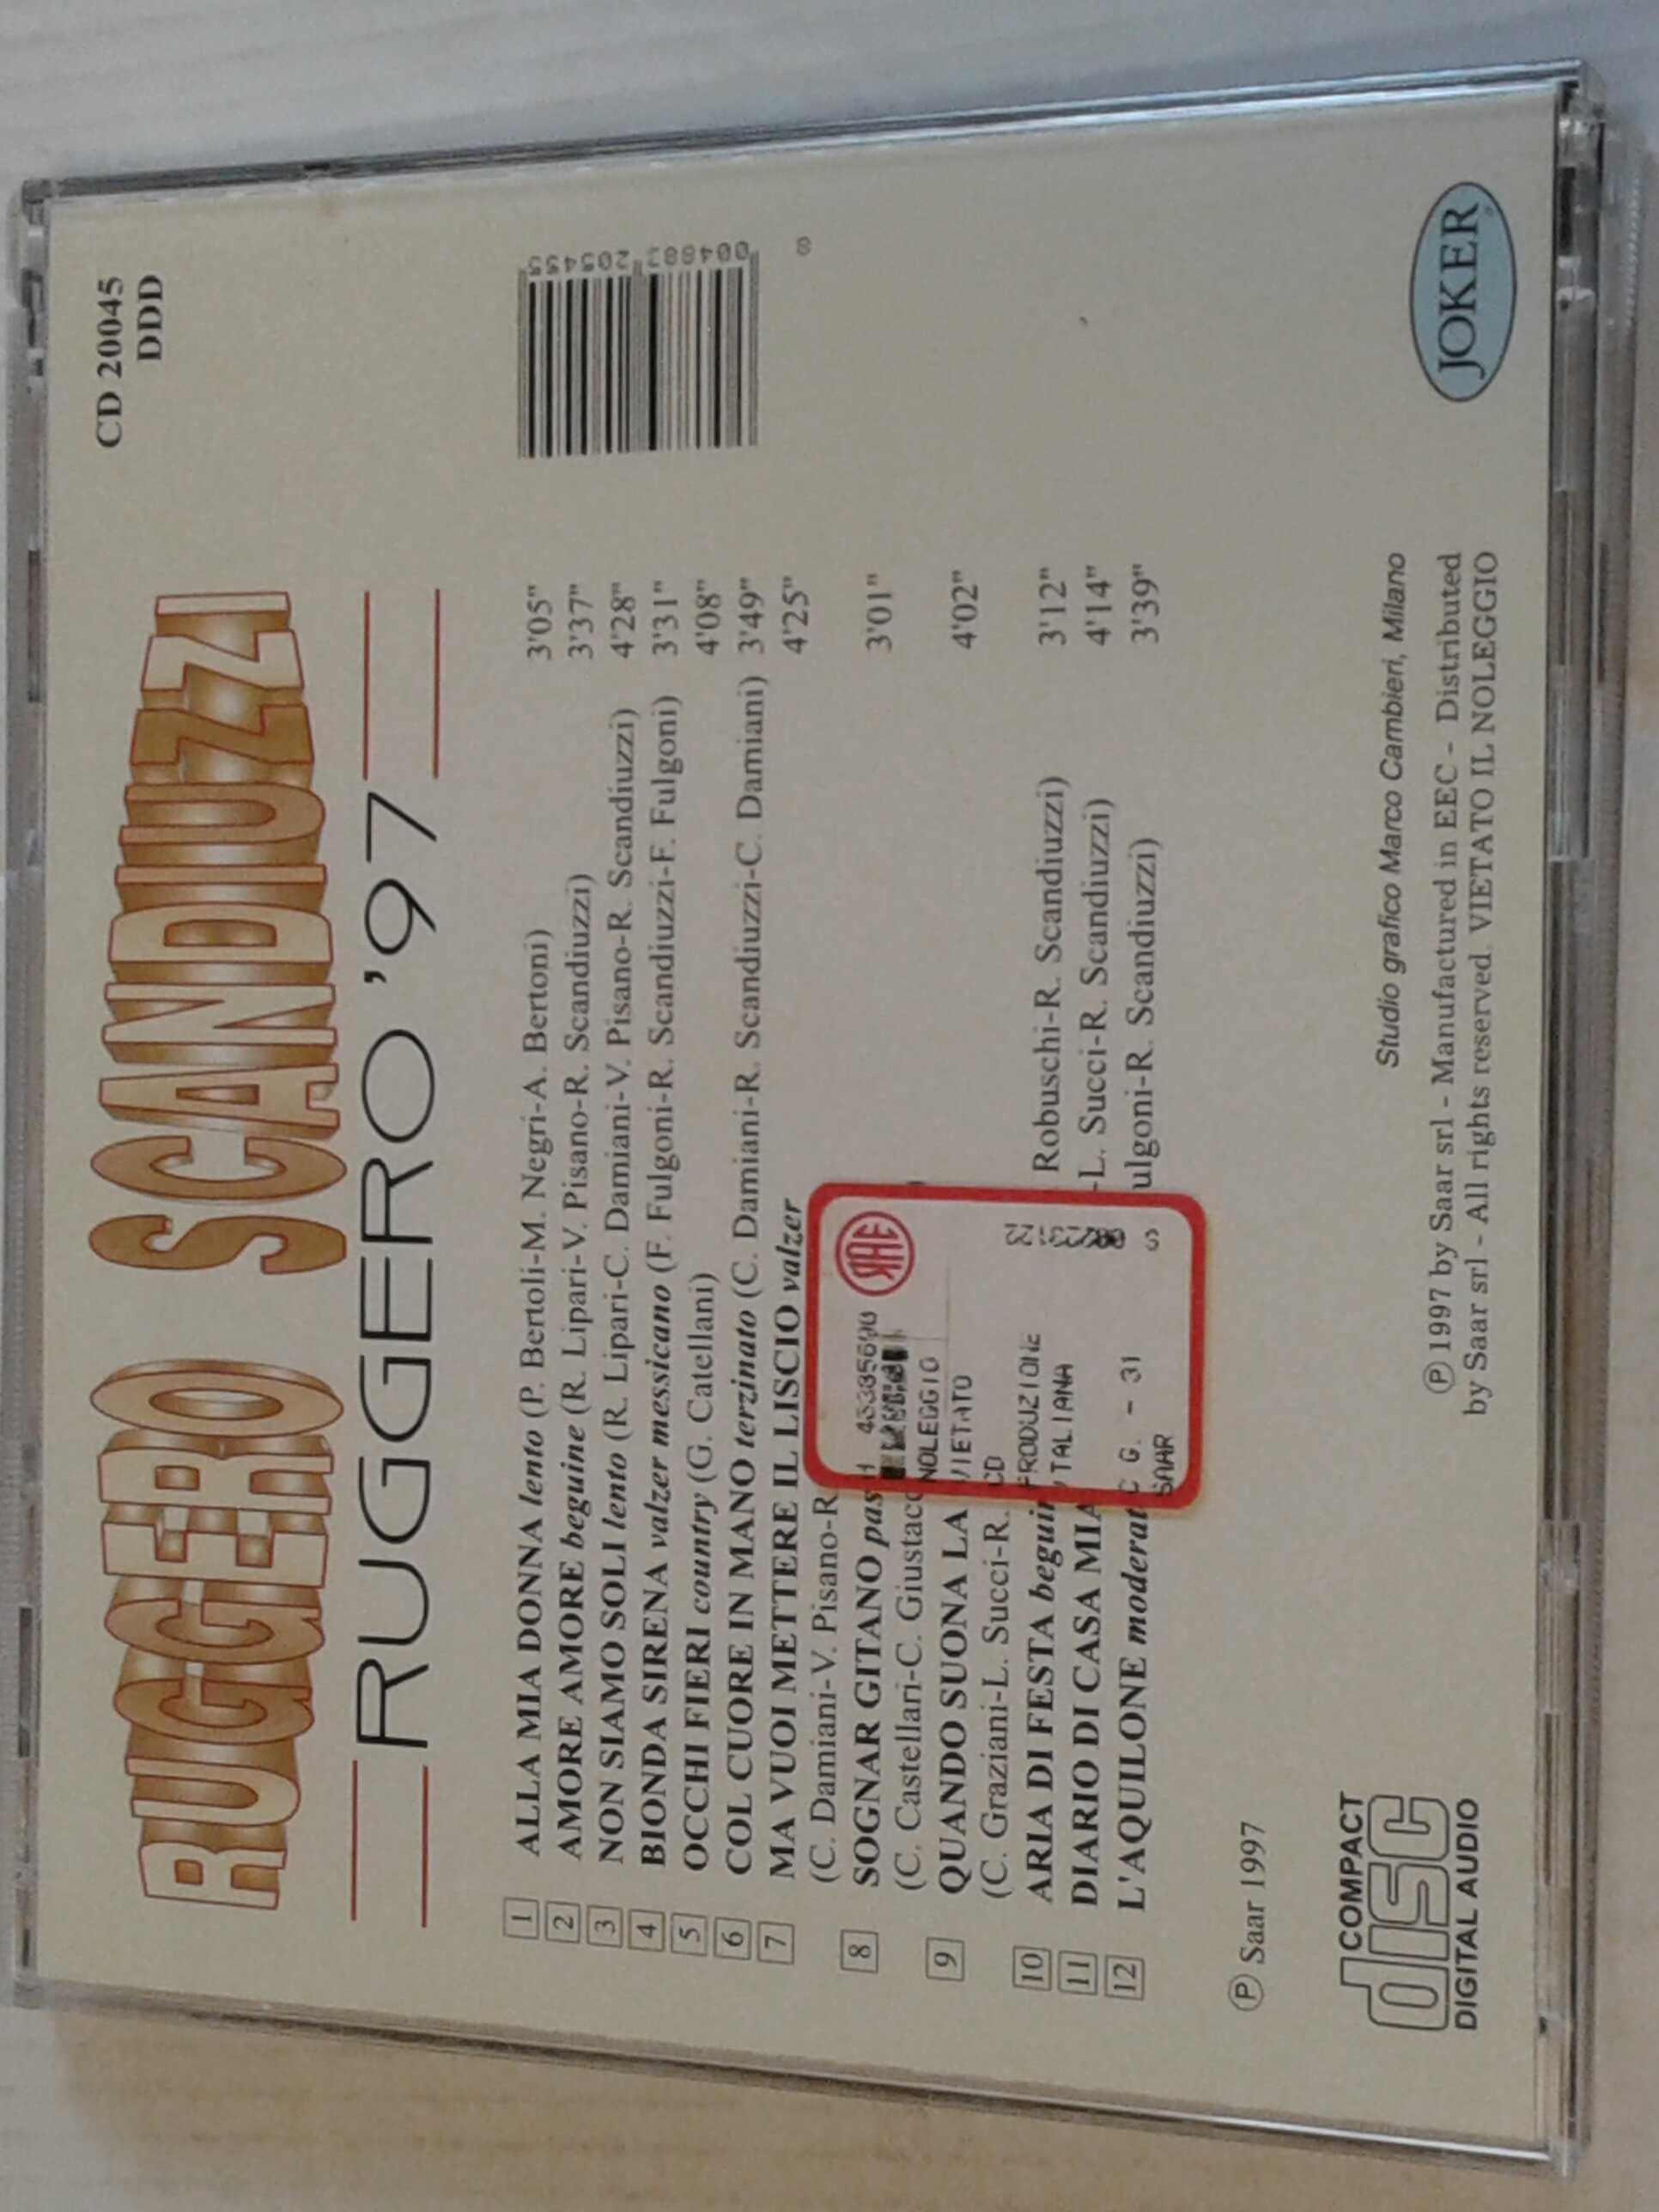 CD 20045
DDD
RUGGERO SCANDIUZZI
RUGGERO '97
1 ALLA MIA DONNA lento (P. Bertoli-M. Negri-A. Bertoni) 3'05"
2 AMORE AMORE beguine (R. Lipari-V. Pisano-R. Scandiuzzi) 3'37"
3 NON SIAMO SOLI lento (R. Lipari-C. Damiani-V. Pisano-R. Scandiuzzi) 4'28"
4 BIONDA SIRENA valzer messicano (F. Fulgoni-R. Scandiuzzi-F. Fulgoni) 3'31"
5 OCCHI FIERI country (G. Catellani) 4'08"
6 COL CUORE IN MANO terzinato (C. Damiani-R. Scandiuzzi-C. Damiani) 3'49"
7 MA VUOI METTERE IL LISCIO valzer 4'25"
(C. Damiani-V. Pisano-R
8 SOGNAR GITANO pas 3'01"
(C. Castellari-C. Giustacc
9 QUANDO SUONA LA 4'02"
(C. Graziani-L. Succi-R.
10 ARIA DI FESTA beguin Robuschi-R. Scandiuzzi) 3'12"
11 DIARIO DI CASA MIA -L. Succi-R. Scandiuzzi) 4'14"
12 L'AQUILONE moderat ulgoni-R. Scandiuzzi) 3'39"
NOLEGGIO
VIETATO
CD
PRODUZIONE
ITALIANA
C G. - 31
SAAR
S
8
Ⓟ Saar 1997
COMPACT
disc
DIGITAL AUDIO
Studio grafico Marco Cambieri, Milano
Ⓟ 1997 by Saar srl - Manufactured in EEC - Distributed
by Saar srl - All rights reserved. VIETATO IL NOLEGGIO
JOKER